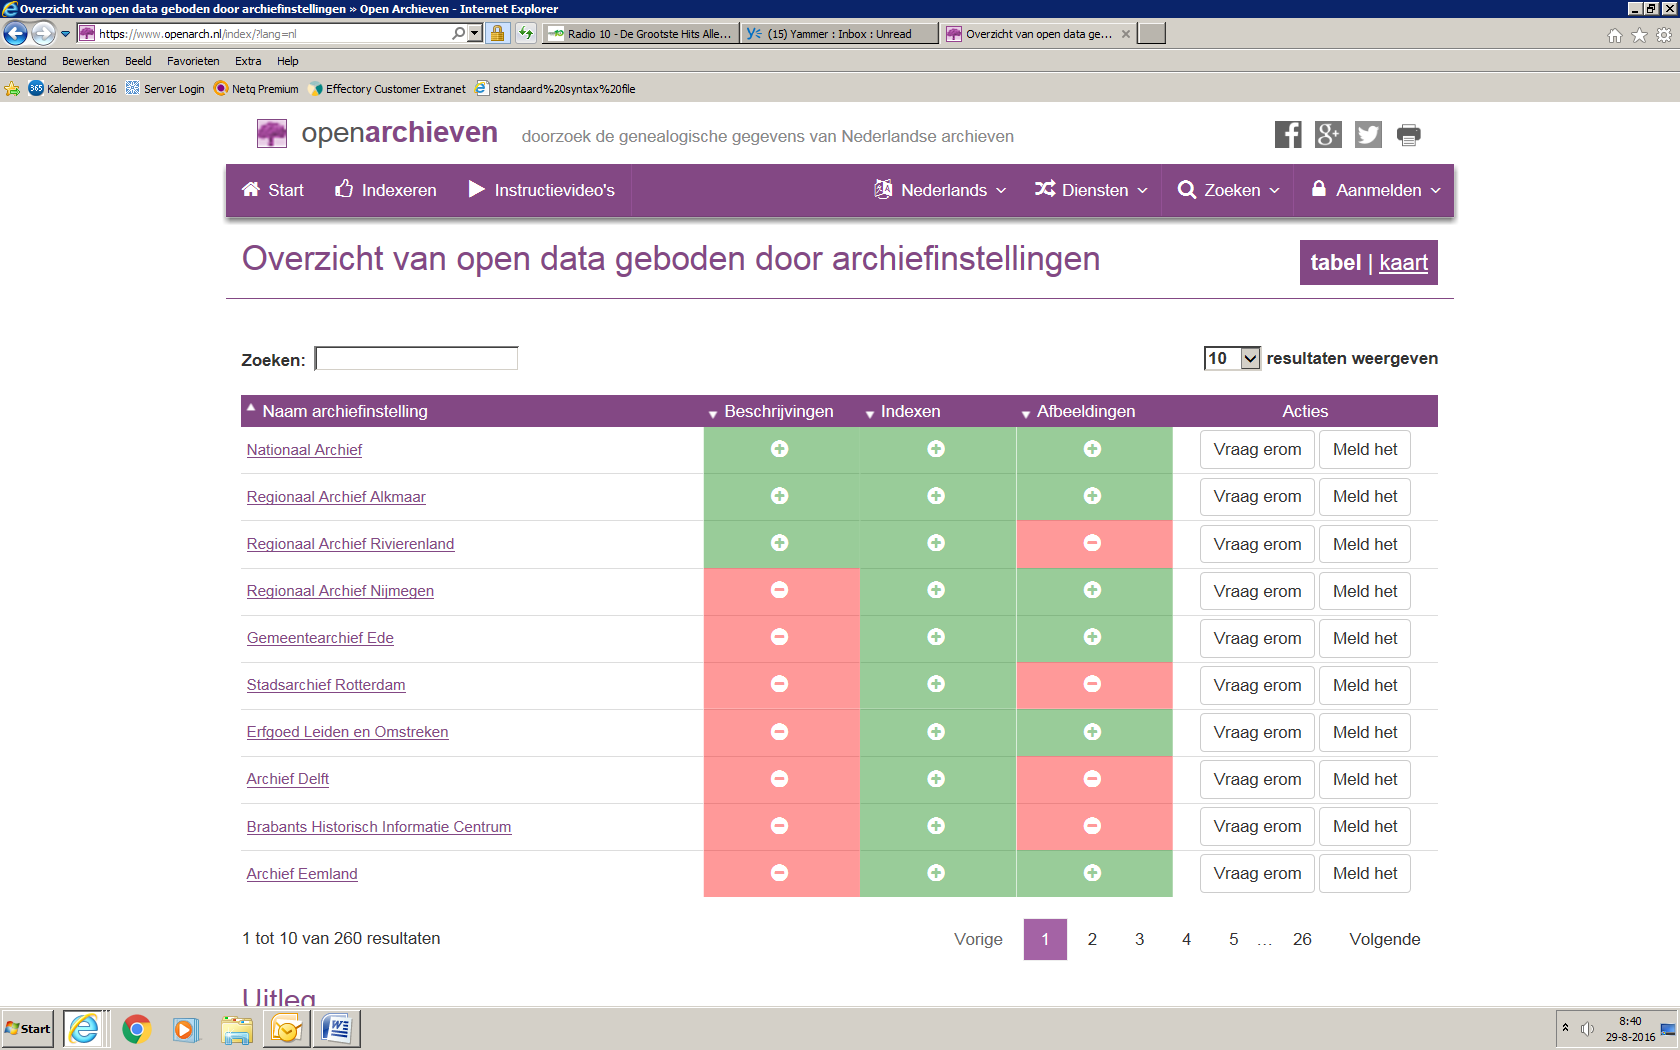 Overzicht van open data geboden door archiefinstellingen » Open Archieven - Internet Explorer
https://www.openarch.nl/index/?lang=nl
Radio 10 - De Grootste Hits Alle...
(15) Yammer : Inbox : Unread
Overzicht van open data ge...
Bestand Bewerken Beeld Favorieten Extra Help
365 Kalender 2016 Server Login Netq Premium Effectory Customer Extranet standaard%20syntax%20file
openarchieven doorzoek de genealogische gegevens van Nederlandse archieven
Start Indexeren Instructievideo's Nederlands Diensten Zoeken Aanmelden
Overzicht van open data geboden door archiefinstellingen tabel | kaart
Zoeken: 10 resultaten weergeven
Naam archiefinstelling Beschrijvingen Indexen Afbeeldingen Acties
Nationaal Archief Vraag erom Meld het
Regionaal Archief Alkmaar Vraag erom Meld het
Regionaal Archief Rivierenland Vraag erom Meld het
Regionaal Archief Nijmegen Vraag erom Meld het
Gemeentearchief Ede Vraag erom Meld het
Stadsarchief Rotterdam Vraag erom Meld het
Erfgoed Leiden en Omstreken Vraag erom Meld het
Archief Delft Vraag erom Meld het
Brabants Historisch Informatie Centrum Vraag erom Meld het
Archief Eemland Vraag erom Meld het
1 tot 10 van 260 resultaten Vorige 1 2 3 4 5 ... 26 Volgende
Uitleg
Start 8:40
29-8-2016